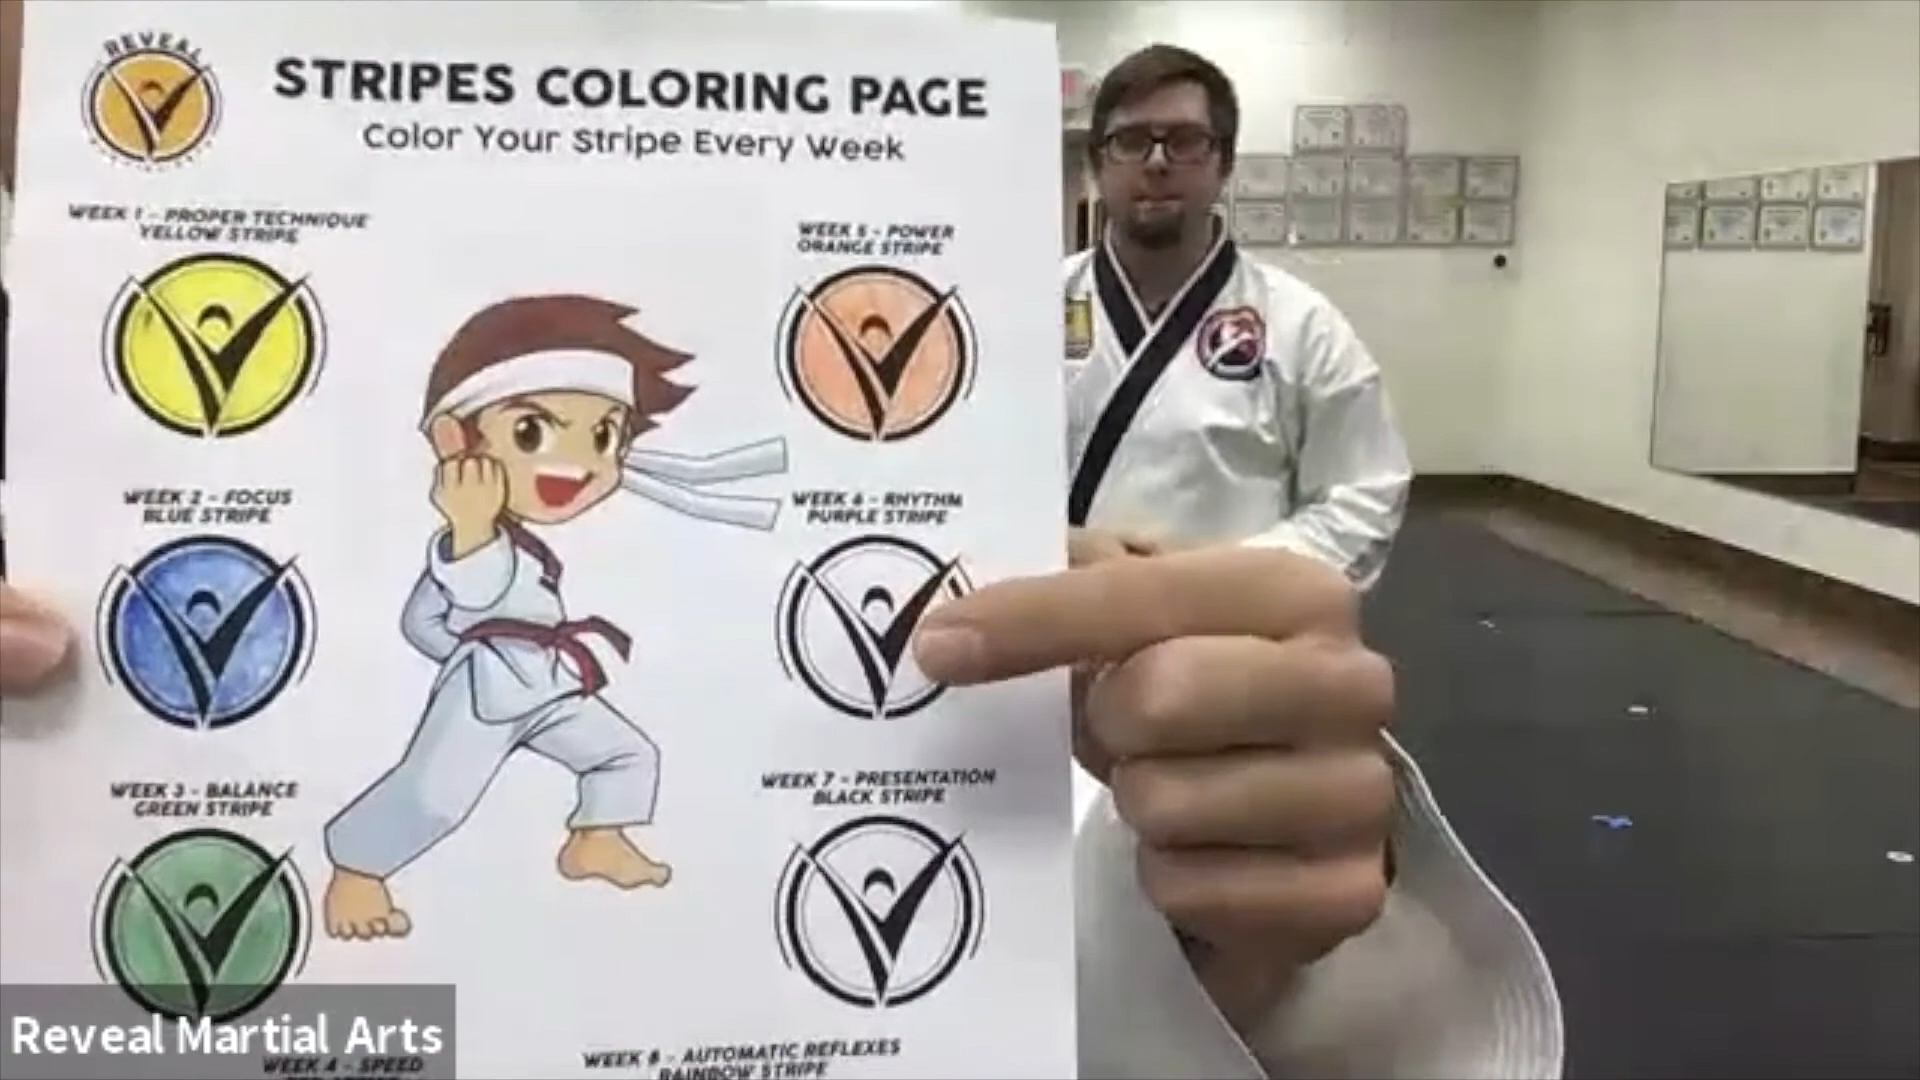 REVEAL
STRIPES COLORING PAGE
Color Your Stripe Every Week
WEEK 1 - PROPER TECHNIQUE
YELLOW STRIPE
WEEK 5 - POWER
ORANGE STRIPE
WEEK 2 - FOCUS
BLUE STRIPE
WEEK 6 - RHYTHM
PURPLE STRIPE
WEEK 3 - BALANCE
GREEN STRIPE
WEEK 7 - PRESENTATION
BLACK STRIPE
Reveal Martial Arts
WEEK 4 - SPEED
WEEK 8 - AUTOMATIC REFLEXES
RAINBOW STRIPE